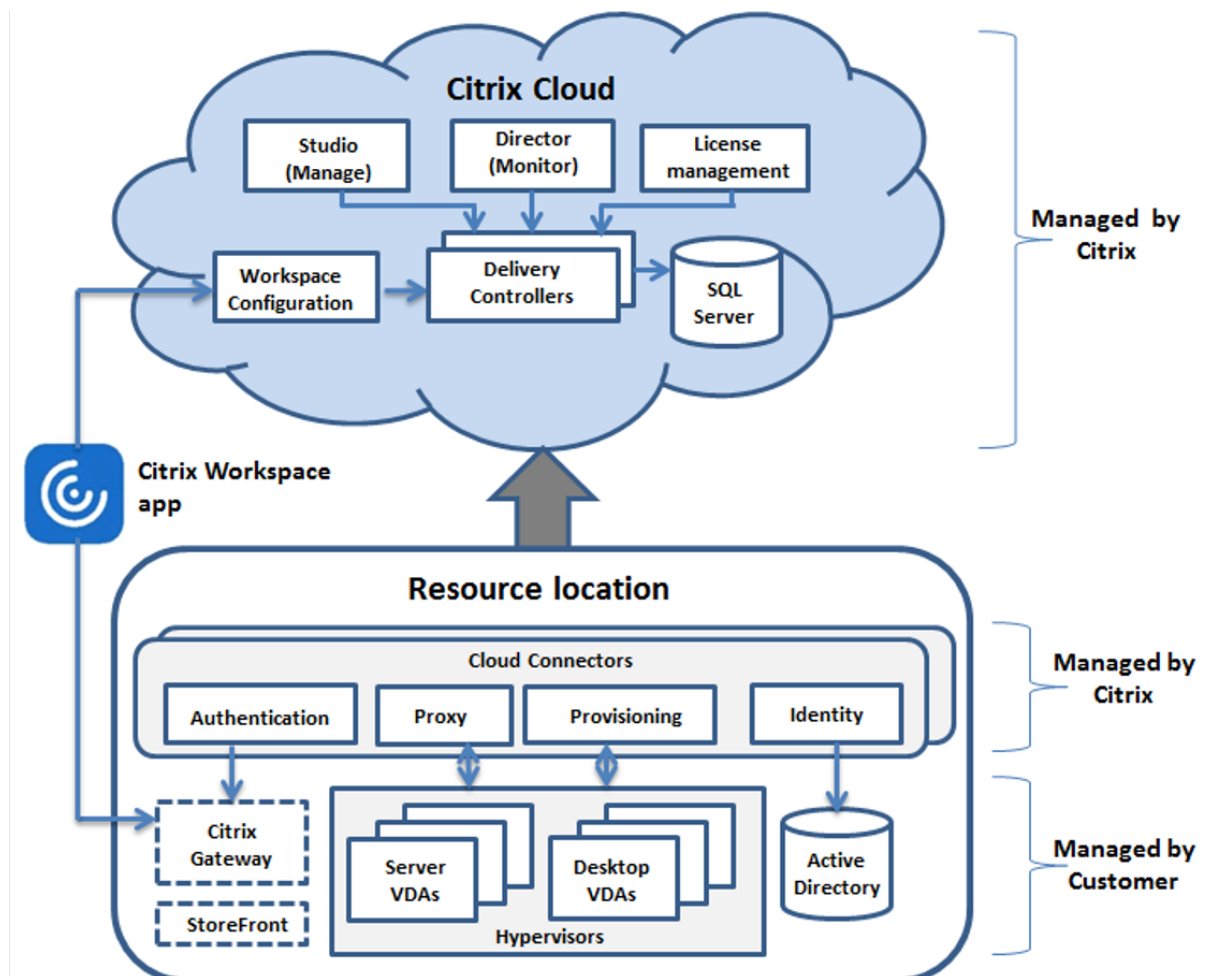 Citrix Cloud
Studio
(Manage)
Director
(Monitor)
License
management
Managed by
Citrix
Workspace
Configuration
Delivery
Controllers
SQL
Server
Citrix Workspace
app
Resource location
Cloud Connectors
Authentication
Proxy
Provisioning
Identity
Managed by
Citrix
Citrix
Gateway
StoreFront
Server
VDAs
Desktop
VDAs
Hypervisors
Active
Directory
Managed by
Customer